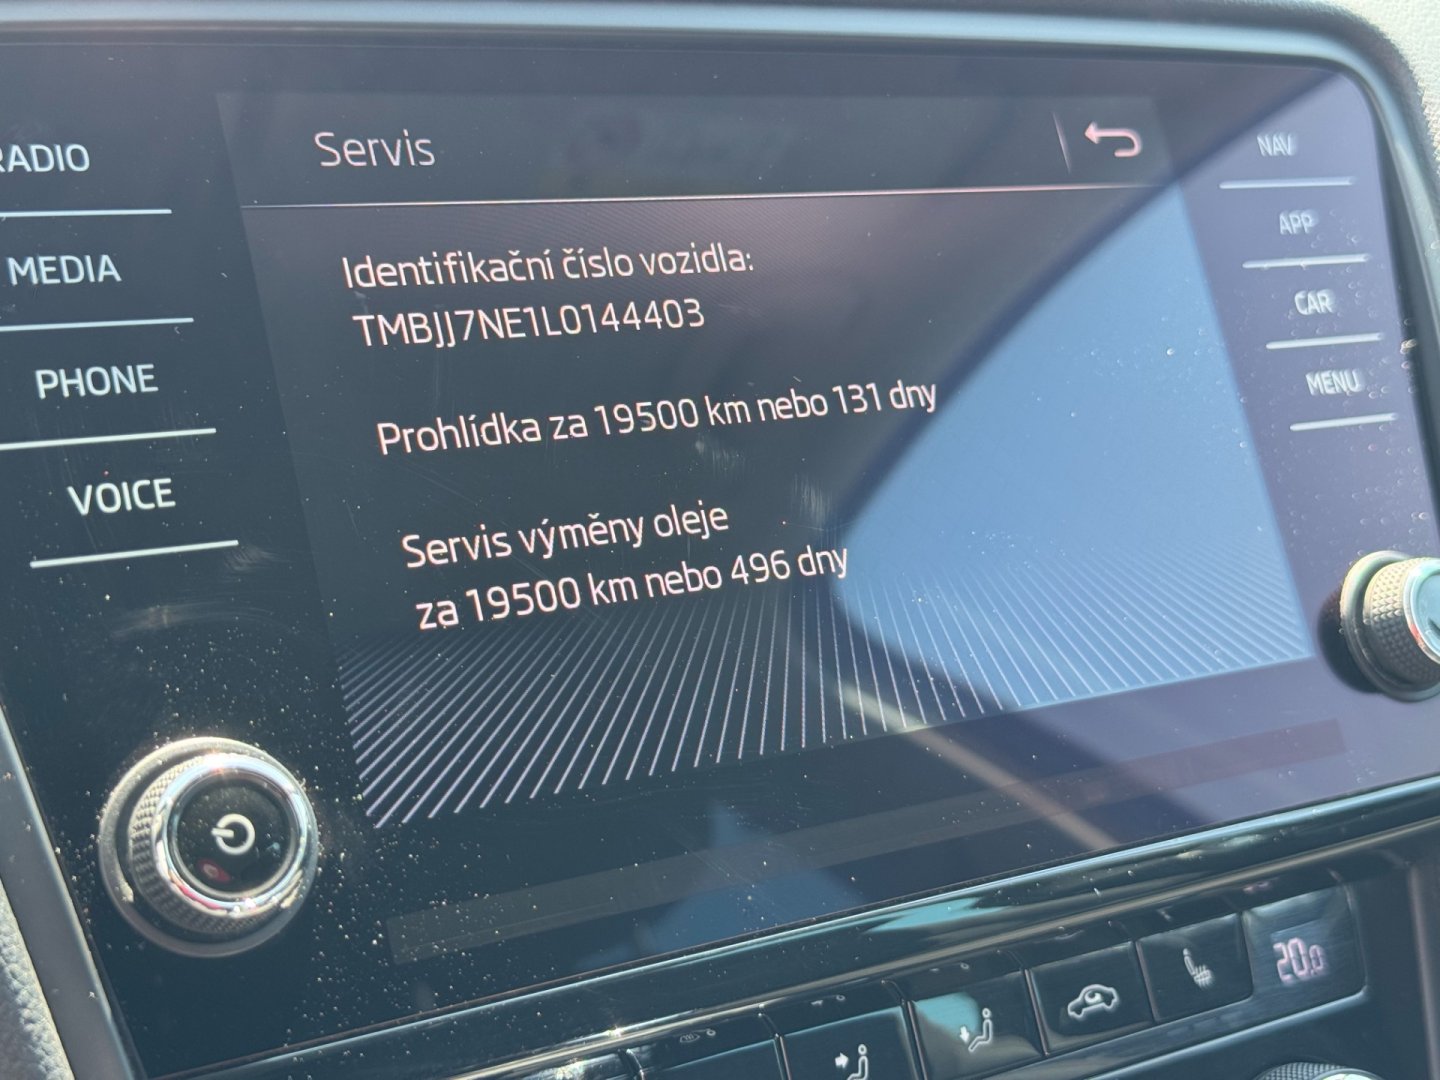 RADIO
MEDIA
PHONE
VOICE
Servis
Identifikační číslo vozidla:
TMBJJ7NE1L0144403
Prohlídka za 19500 km nebo 131 dny
Servis výměny oleje
za 19500 km nebo 496 dny
NAV
APP
CAR
MENU
20.0